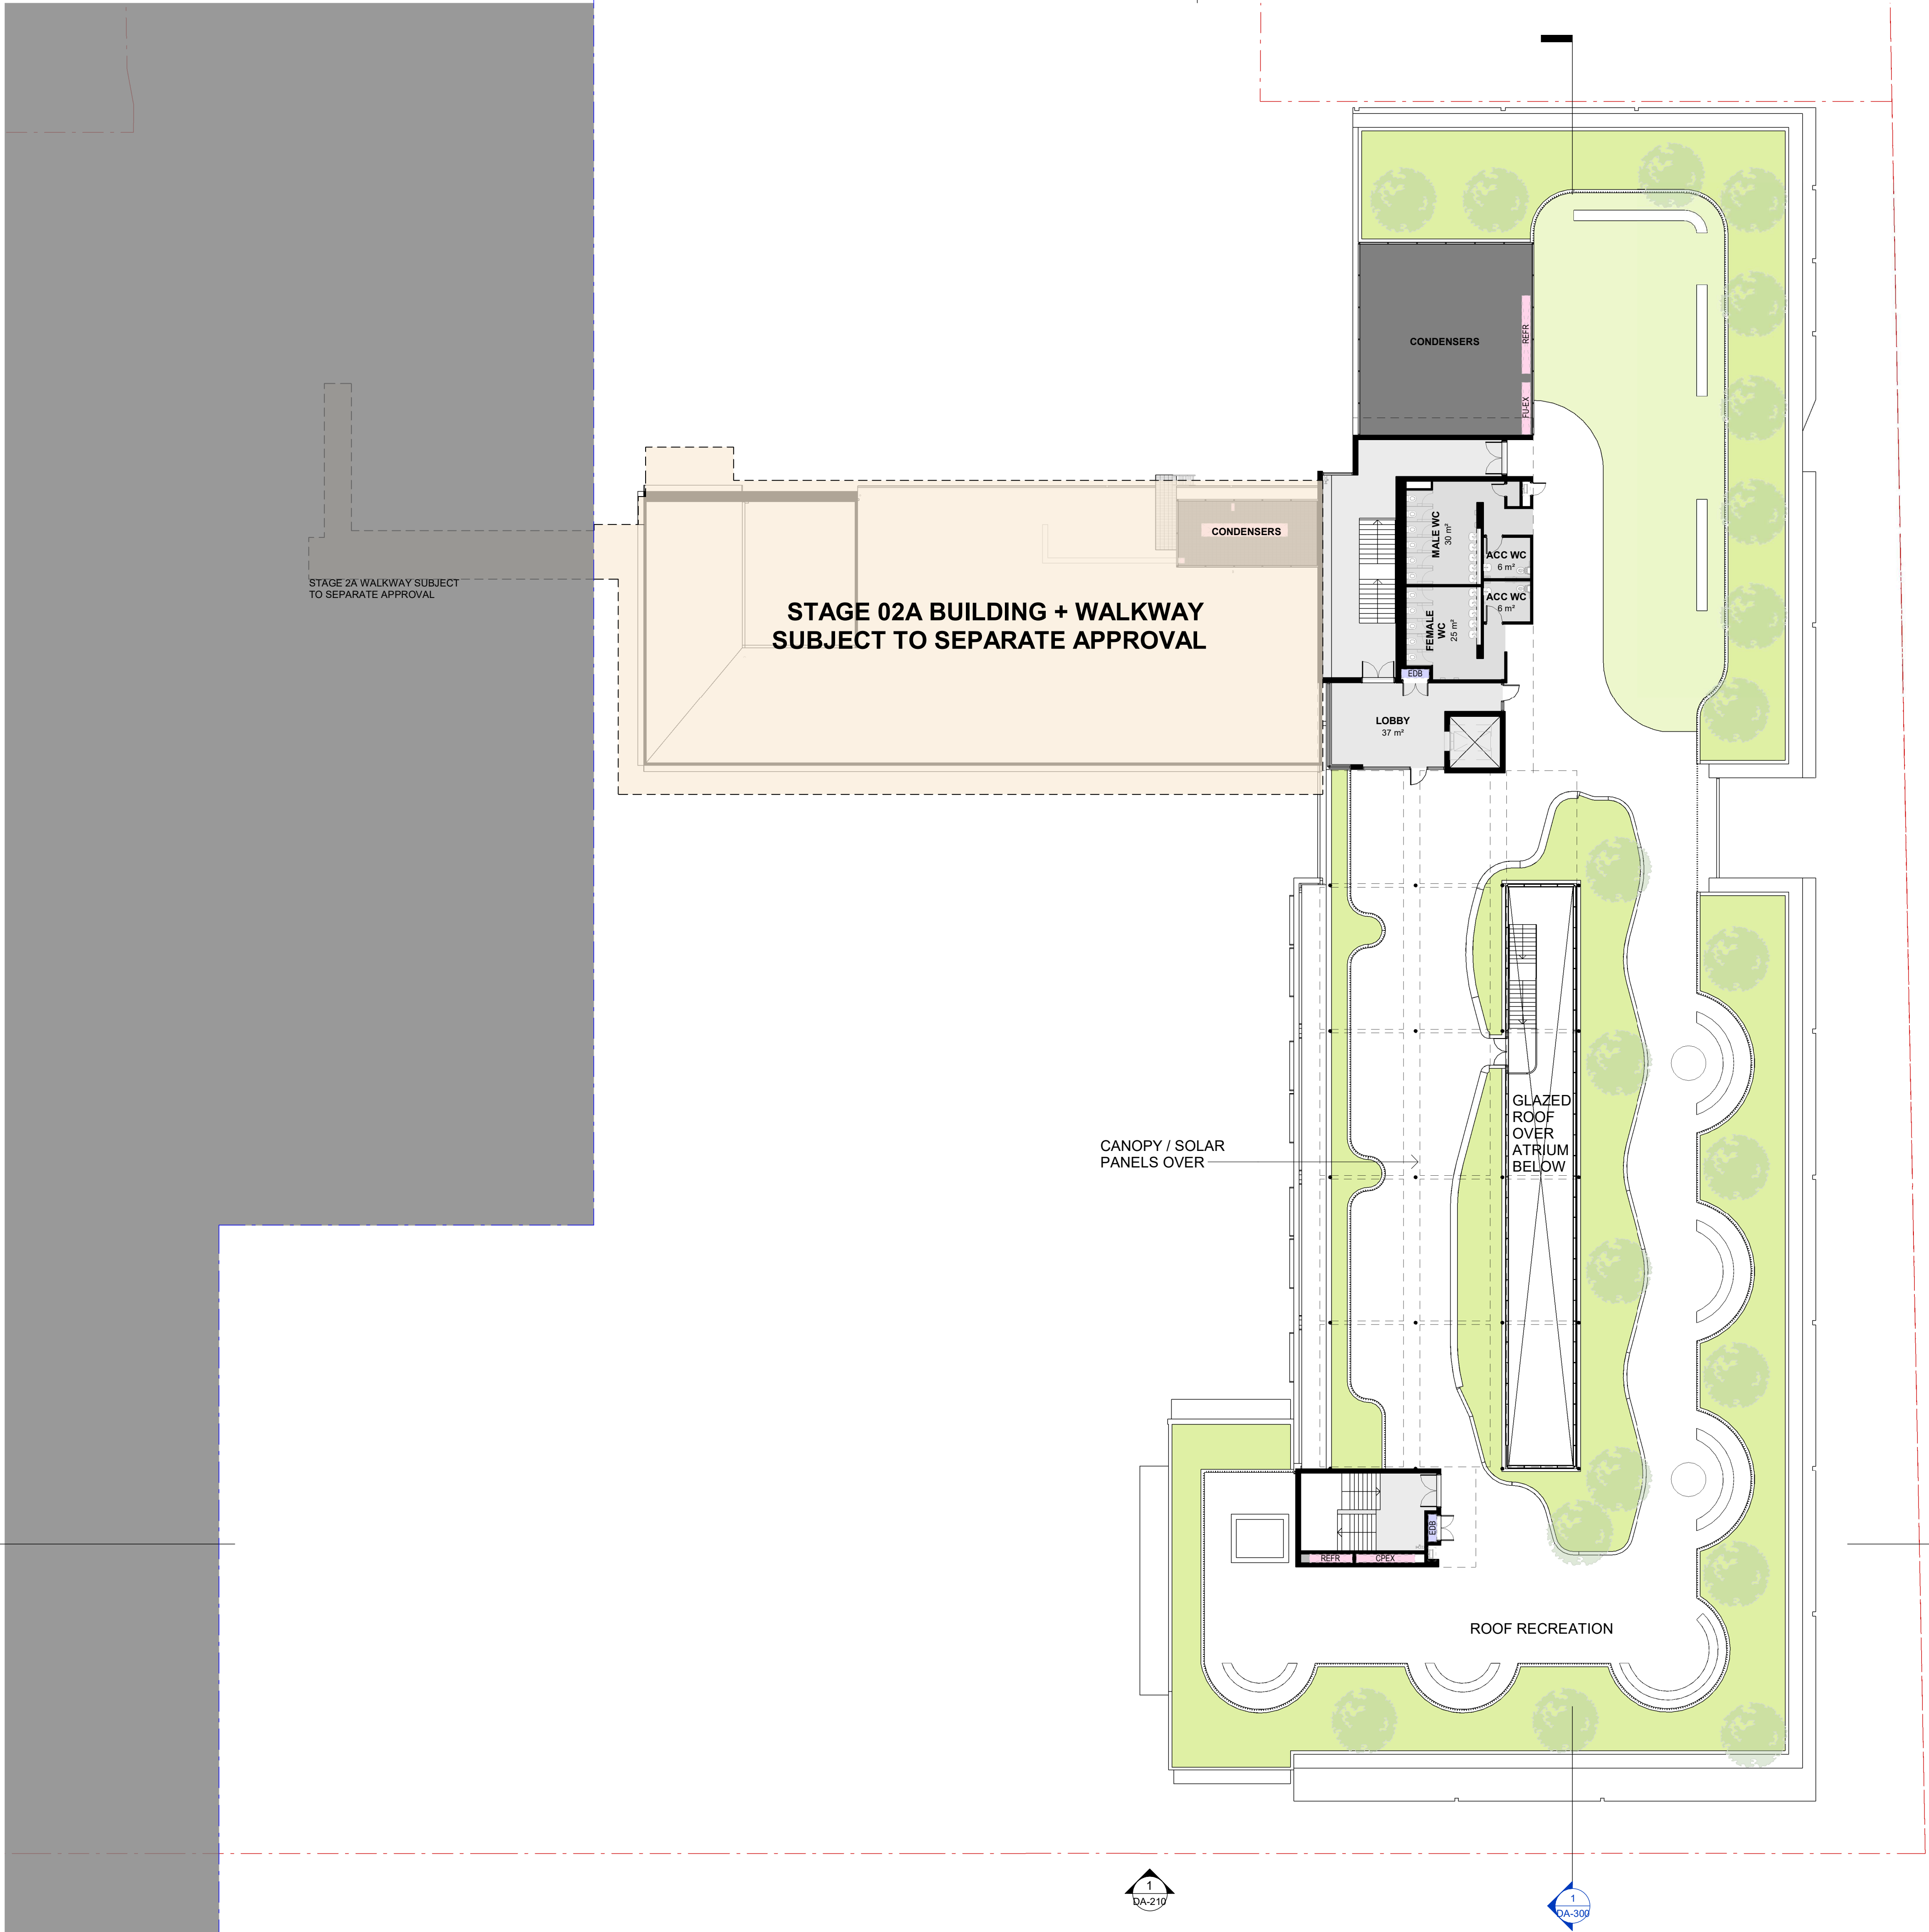 CONDENSERS
REFR
FU-EX
CONDENSERS
MALE WC
30 m²
ACC WC
6 m²
ACC WC
6 m²
FEMALE
WC
25 m²
EDB
STAGE 2A WALKWAY SUBJECT
TO SEPARATE APPROVAL
STAGE 02A BUILDING + WALKWAY
SUBJECT TO SEPARATE APPROVAL
LOBBY
37 m²
GLAZED
ROOF
OVER
ATRIUM
BELOW
CANOPY / SOLAR
PANELS OVER
EDB
REFR
CPEX
ROOF RECREATION
1
DA-210
1
DA-300